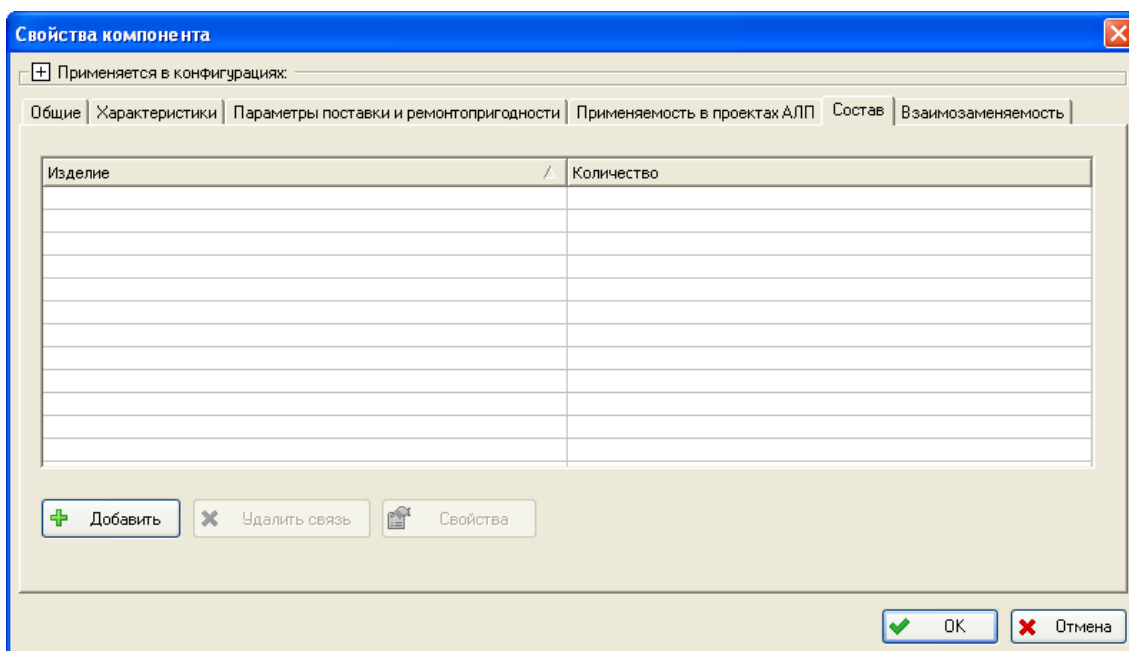 Свойства компонента
Применяется в конфигурациях:
Общие Характеристики Параметры поставки и ремонтопригодности Применяемость в проектах АЛП Состав Взаимозаменяемость
Изделие Количество
Добавить Удалить связь Свойства
OK Отмена